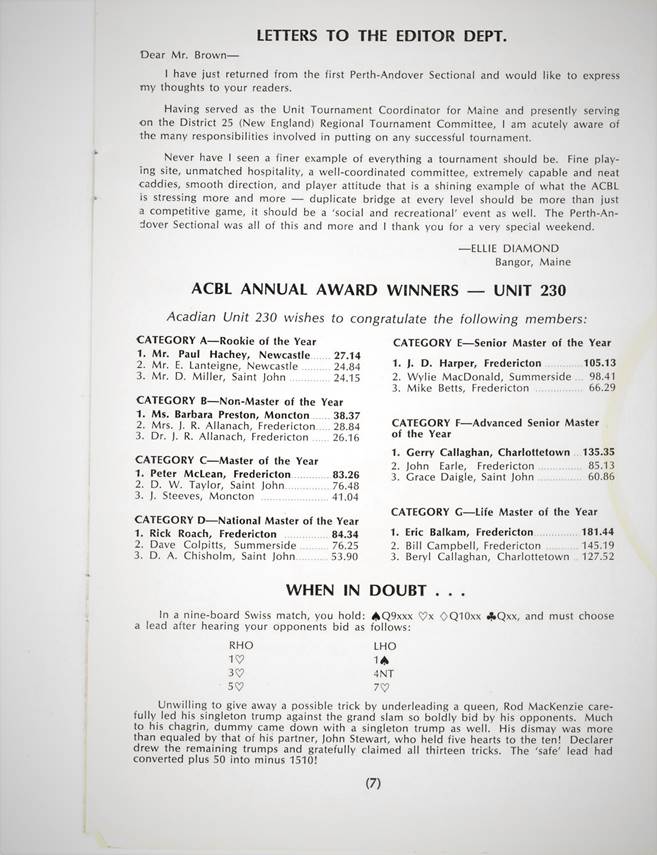 LETTERS TO THE EDITOR DEPT.
Dear Mr. Brown—
I have just returned from the first Perth-Andover Sectional and would like to express
my thoughts to your readers.
Having served as the Unit Tournament Coordinator for Maine and presently serving
on the District 25 (New England) Regional Tournament Committee, I am acutely aware of
the many responsibilities involved in putting on any successful tournament.
Never have I seen a finer example of everything a tournament should be. Fine play-
ing site, unmatched hospitality, a well-coordinated committee, extremely capable and neat
caddies, smooth direction, and player attitude that is a shining example of what the ACBL
is stressing more and more — duplicate bridge at every level should be more than just
a competitive game, it should be a 'social and recreational' event as well. The Perth-An-
dover Sectional was all of this and more and I thank you for a very special weekend.
—ELLIE DIAMOND
Bangor, Maine
ACBL ANNUAL AWARD WINNERS — UNIT 230
Acadian Unit 230 wishes to congratulate the following members:
CATEGORY A—Rookie of the Year
1. Mr. Paul Hachey, Newcastle...... 27.14
2. Mr. E. Lanteigne, Newcastle ......... 24.84
3. Mr. D. Miller, Saint John ............ 24.15
CATEGORY B—Non-Master of the Year
1. Ms. Barbara Preston, Moncton ...... 38.37
2. Mrs. J. R. Allanach, Fredericton..... 28.84
3. Dr. J. R. Allanach, Fredericton ...... 26.16
CATEGORY C—Master of the Year
1. Peter McLean, Fredericton............ 83.26
2. D. W. Taylor, Saint John.............. 76.48
3. J. Steeves, Moncton .................... 41.04
CATEGORY D—National Master of the Year
1. Rick Roach, Fredericton ............... 84.34
2. Dave Colpitts, Summerside ......... 76.25
3. D. A. Chisholm, Saint John.......... 53.90
CATEGORY E—Senior Master of the Year
1. J. D. Harper, Fredericton ............ 105.13
2. Wylie MacDonald, Summerside ... 98.41
3. Mike Betts, Fredericton ............... 66.29
CATEGORY F—Advanced Senior Master
of the Year
1. Gerry Callaghan, Charlottetown .. 135.35
2. John Earle, Fredericton .............. 85.13
3. Grace Daigle, Saint John ............ 60.86
CATEGORY G—Life Master of the Year
1. Eric Balkam, Fredericton.............. 181.44
2. Bill Campbell, Fredericton .......... 145.19
3. Beryl Callaghan, Charlottetown .. 127.52
WHEN IN DOUBT . . .
In a nine-board Swiss match, you hold: ♠Q9xxx ♡x ♢Q10xx ♣Qxx, and must choose
a lead after hearing your opponents bid as follows:
RHO LHO
1♡ 1♠
3♡ 4NT
5♡ 7♡
Unwilling to give away a possible trick by underleading a queen, Rod MacKenzie care-
fully led his singleton trump against the grand slam so boldly bid by his opponents. Much
to his chagrin, dummy came down with a singleton trump as well. His dismay was more
than equaled by that of his partner, John Stewart, who held five hearts to the ten! Declarer
drew the remaining trumps and gratefully claimed all thirteen tricks. The 'safe' lead had
converted plus 50 into minus 1510!
(7)